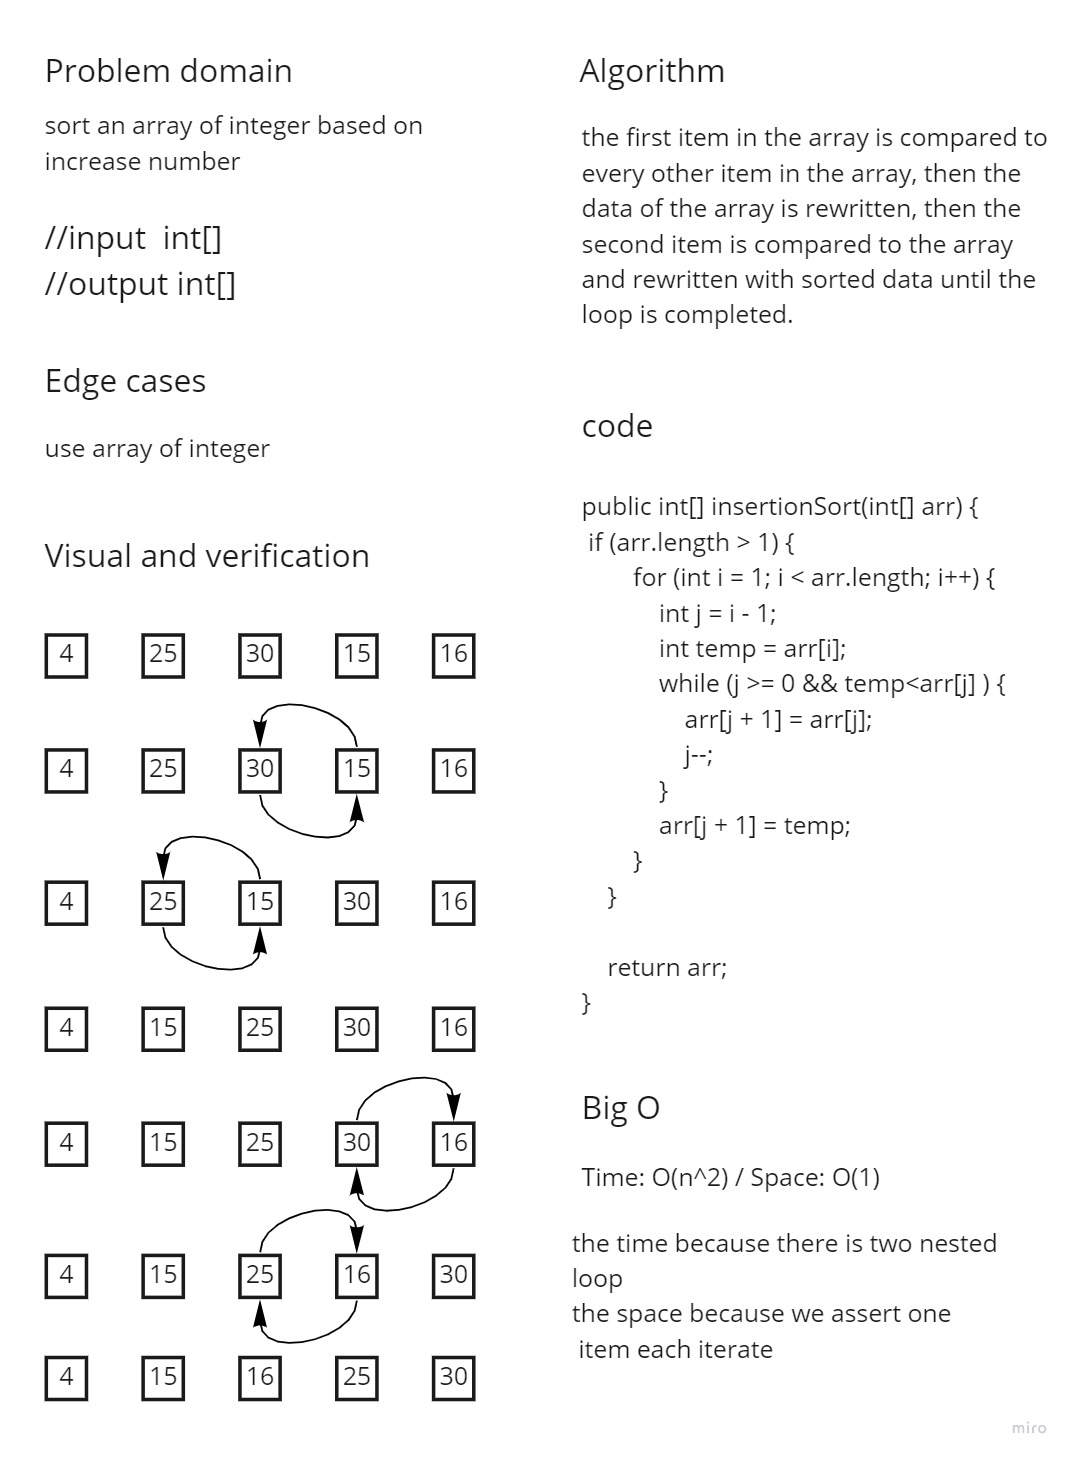 Problem domain
sort an array of integer based on
increase number
//input  int[]
//output int[]
Edge cases
use array of integer
Visual and verification
4 25 30 15 16
4 25 30 15 16
4 25 15 30 16
4 15 25 30 16
4 15 25 30 16
4 15 25 16 30
4 15 16 25 30
Algorithm
the first item in the array is compared to
every other item in the array, then the
data of the array is rewritten, then the
second item is compared to the array
and rewritten with sorted data until the
loop is completed.
code
public int[] insertionSort(int[] arr) {
 if (arr.length > 1) {
        for (int i = 1; i < arr.length; i++) {
            int j = i - 1;
            int temp = arr[i];
            while (j >= 0 && temp<arr[j] ) {
                arr[j + 1] = arr[j];
                j--;
            }
            arr[j + 1] = temp;
        }
    }
    return arr;
}
Big O
Time: O(n^2) / Space: O(1)
the time because there is two nested
loop
the space because we assert one
 item each iterate
miro